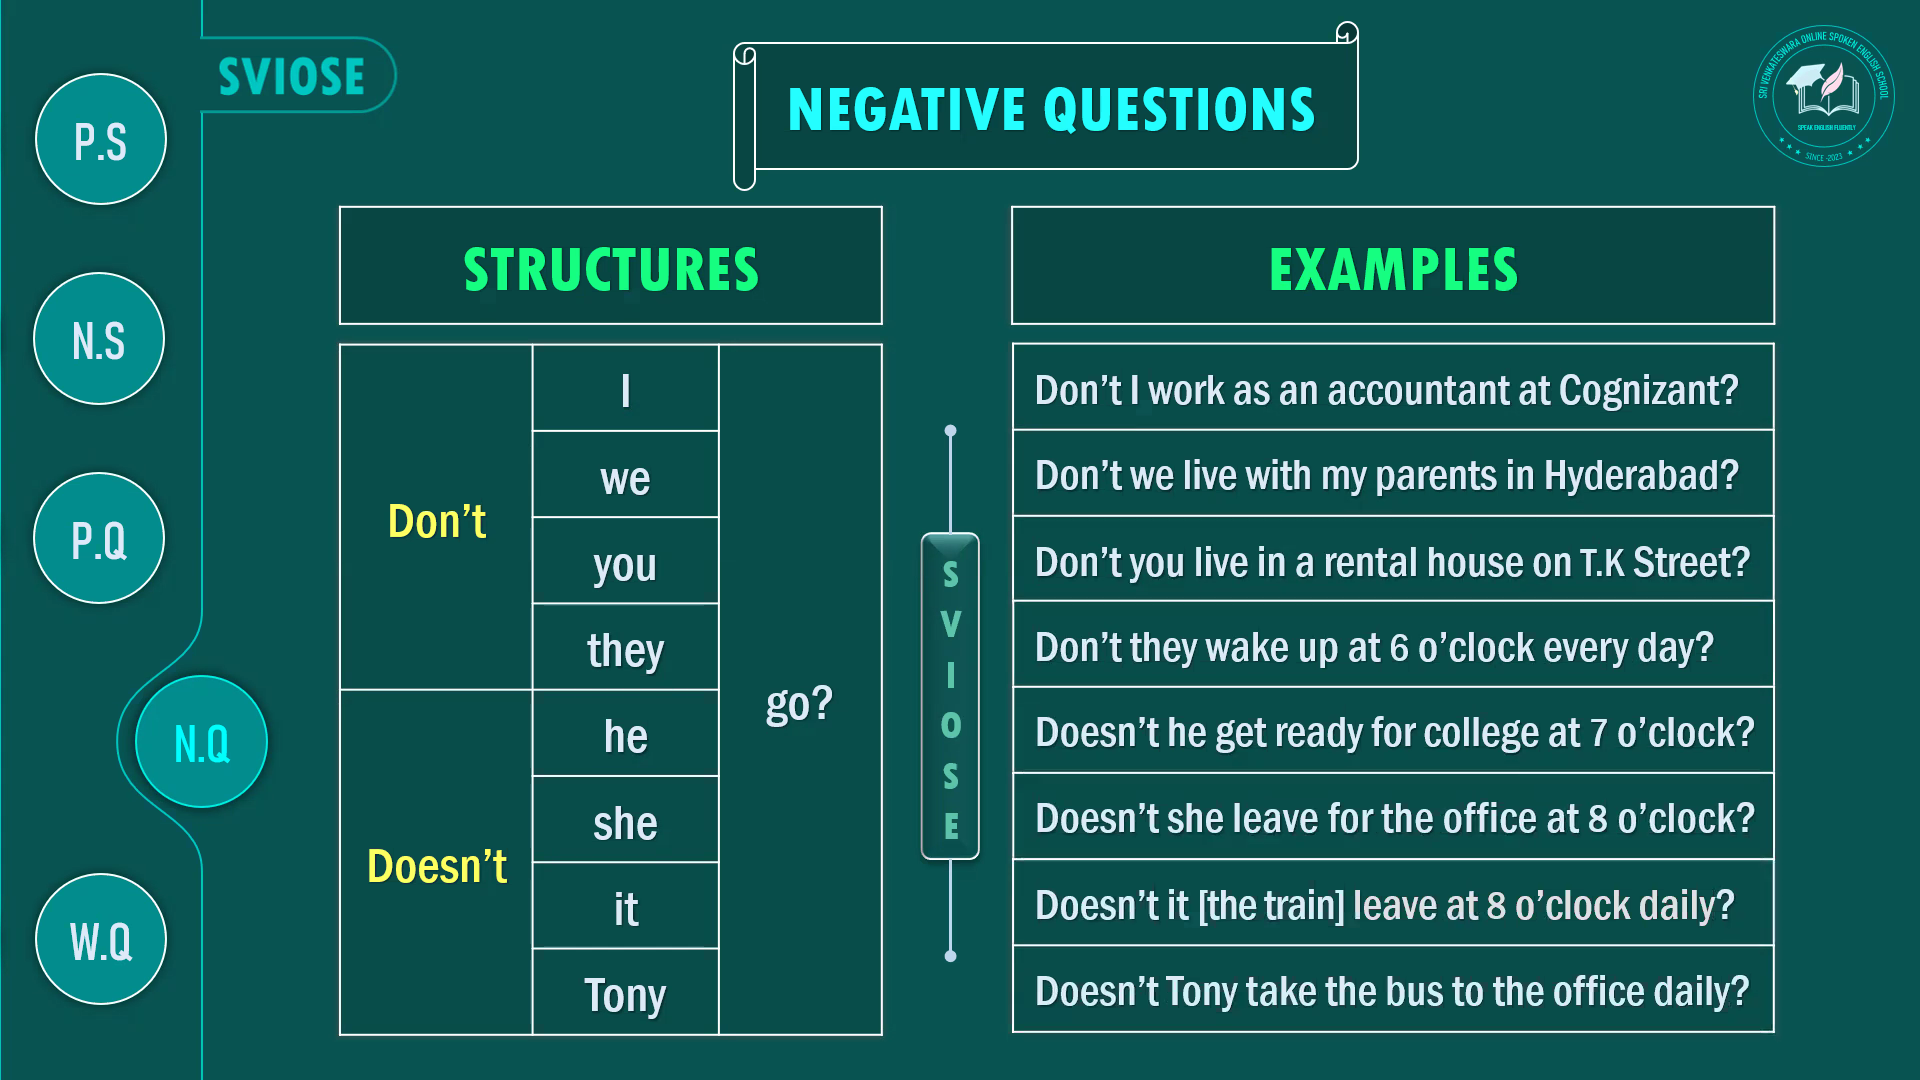 SVIOSE
NEGATIVE QUESTIONS
SRI VENKATESWARA ONLINE SPOKEN ENGLISH SCHOOL
SPEAK ENGLISH FLUENTLY
SINCE -2023
P.S
N.S
P.Q
N.Q
W.Q
STRUCTURES
Don't
I
we
you
they
Doesn't
he
she
it
Tony
go?
SVIOSE
EXAMPLES
Don't I work as an accountant at Cognizant?
Don't we live with my parents in Hyderabad?
Don't you live in a rental house on T.K Street?
Don't they wake up at 6 o'clock every day?
Doesn't he get ready for college at 7 o'clock?
Doesn't she leave for the office at 8 o'clock?
Doesn't it [the train] leave at 8 o'clock daily?
Doesn't Tony take the bus to the office daily?